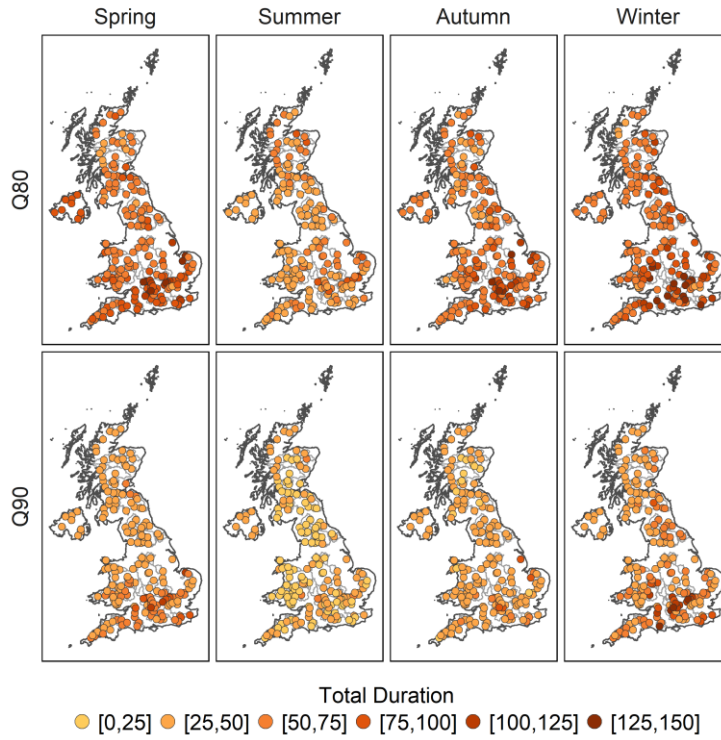 Spring Summer Autumn Winter
Q80
Q90
Total Duration
[0,25] [25,50] [50,75] [75,100] [100,125] [125,150]